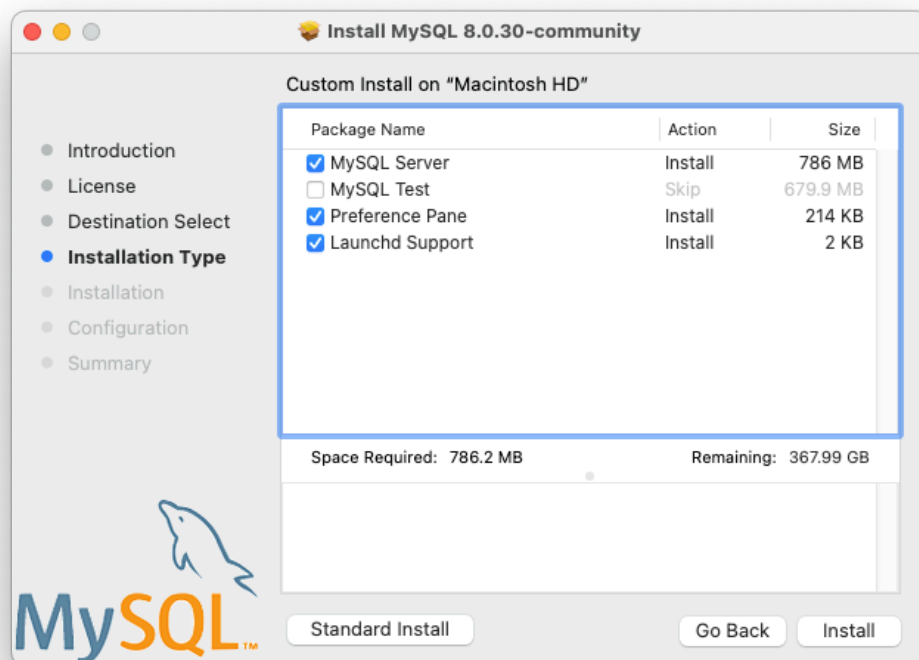 Install MySQL 8.0.30-community
Custom Install on "Macintosh HD"
Introduction
License
Destination Select
Installation Type
Installation
Configuration
Summary
Package Name Action Size
MySQL Server Install 786 MB
MySQL Test Skip 679.9 MB
Preference Pane Install 214 KB
Launchd Support Install 2 KB
Space Required: 786.2 MB Remaining: 367.99 GB
MySQL™
Standard Install Go Back Install